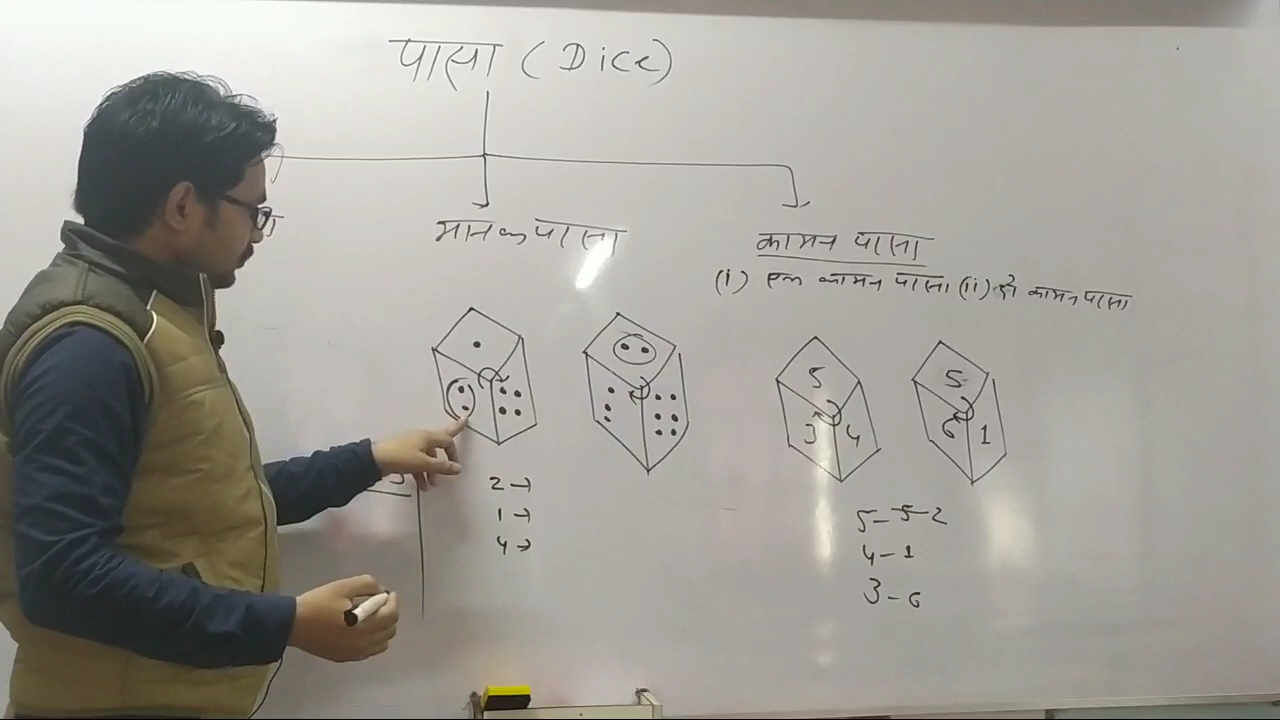 पासा (Dice)
मानक पासा
कामन पासा
(i) एक कामन पासा (ii) दो कामन पासा
5
3 4
5
6 1
2 →
1 →
4 →
5 - 5 - 2
4 - 1
3 - 6